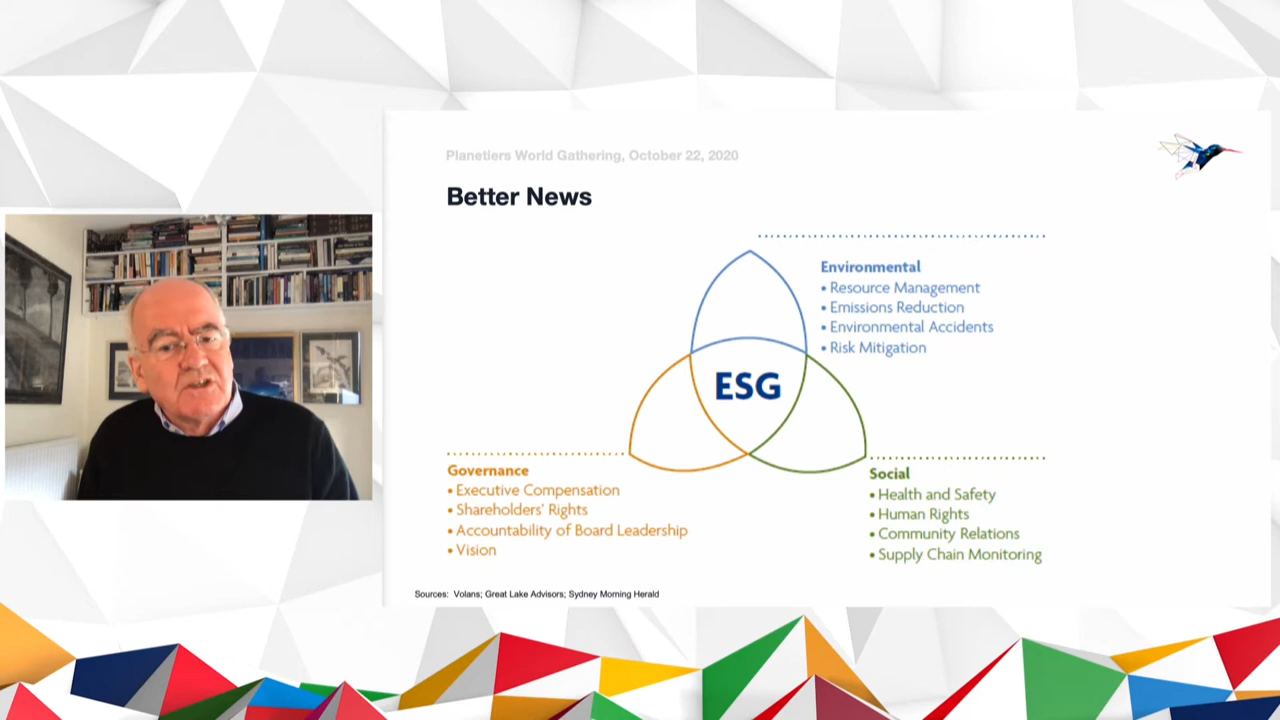 Planetiers World Gathering, October 22, 2020
Better News
Environmental
• Resource Management
• Emissions Reduction
• Environmental Accidents
• Risk Mitigation
ESG
Governance
• Executive Compensation
• Shareholders' Rights
• Accountability of Board Leadership
• Vision
Social
• Health and Safety
• Human Rights
• Community Relations
• Supply Chain Monitoring
Sources: Volans; Great Lake Advisors; Sydney Morning Herald